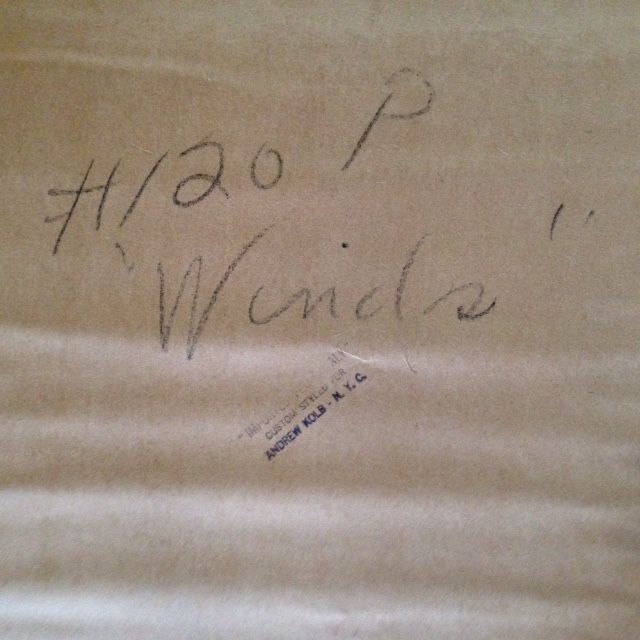 #120 P
"Winds"
CUSTOM STYLED FOR
ANDREW KOLB - N.Y.C.